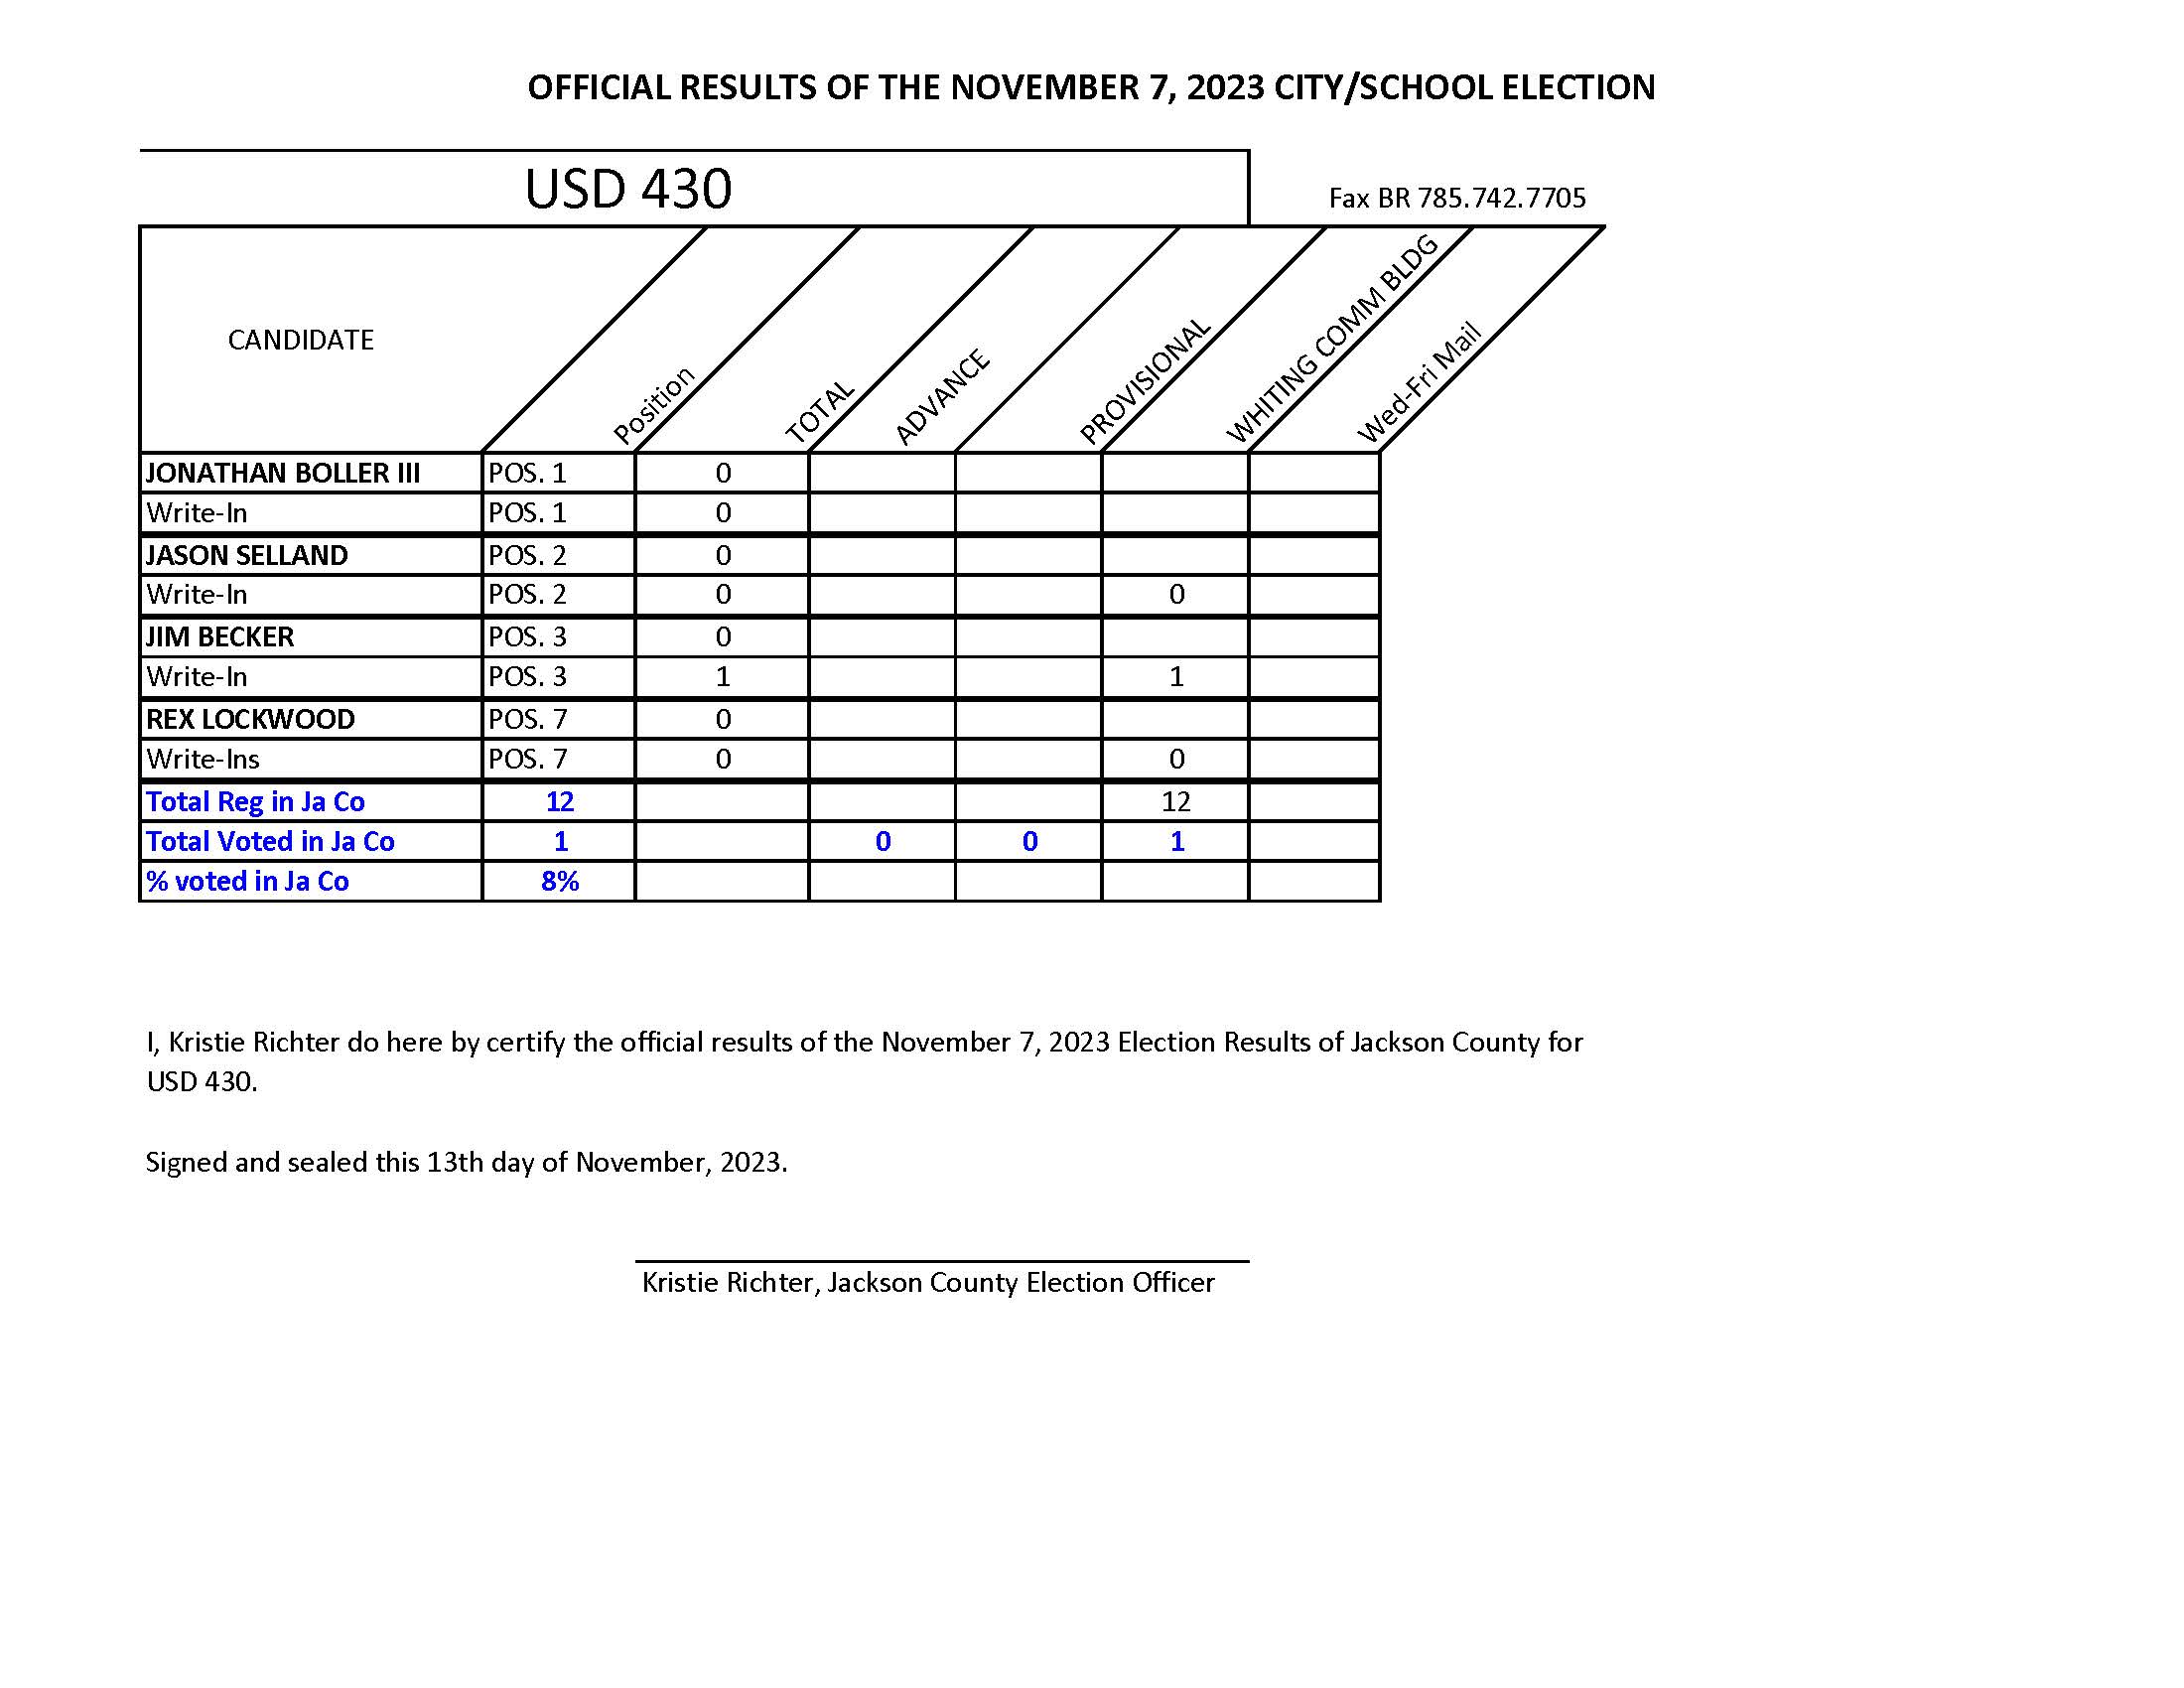 OFFICIAL RESULTS OF THE NOVEMBER 7, 2023 CITY/SCHOOL ELECTION
USD 430
Fax BR 785.742.7705
CANDIDATE Position TOTAL ADVANCE PROVISIONAL WHITING COMM BLDG Wed-Fri Mail
JONATHAN BOLLER III POS. 1 0
Write-In POS. 1 0
JASON SELLAND POS. 2 0
Write-In POS. 2 0 0
JIM BECKER POS. 3 0
Write-In POS. 3 1 1
REX LOCKWOOD POS. 7 0
Write-Ins POS. 7 0 0
Total Reg in Ja Co 12 12
Total Voted in Ja Co 1 0 0 1
% voted in Ja Co 8%
I, Kristie Richter do here by certify the official results of the November 7, 2023 Election Results of Jackson County for
USD 430.
Signed and sealed this 13th day of November, 2023.
Kristie Richter, Jackson County Election Officer